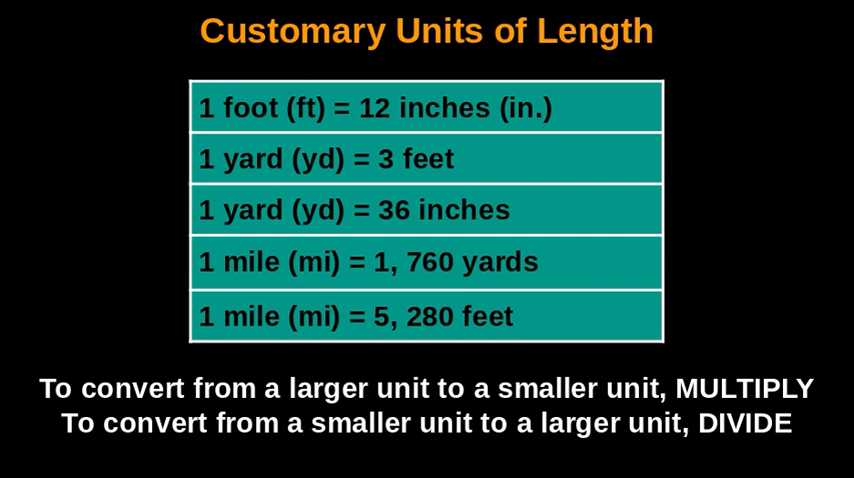 Customary Units of Length
1 foot (ft) = 12 inches (in.)
1 yard (yd) = 3 feet
1 yard (yd) = 36 inches
1 mile (mi) = 1, 760 yards
1 mile (mi) = 5, 280 feet
To convert from a larger unit to a smaller unit, MULTIPLY
To convert from a smaller unit to a larger unit, DIVIDE